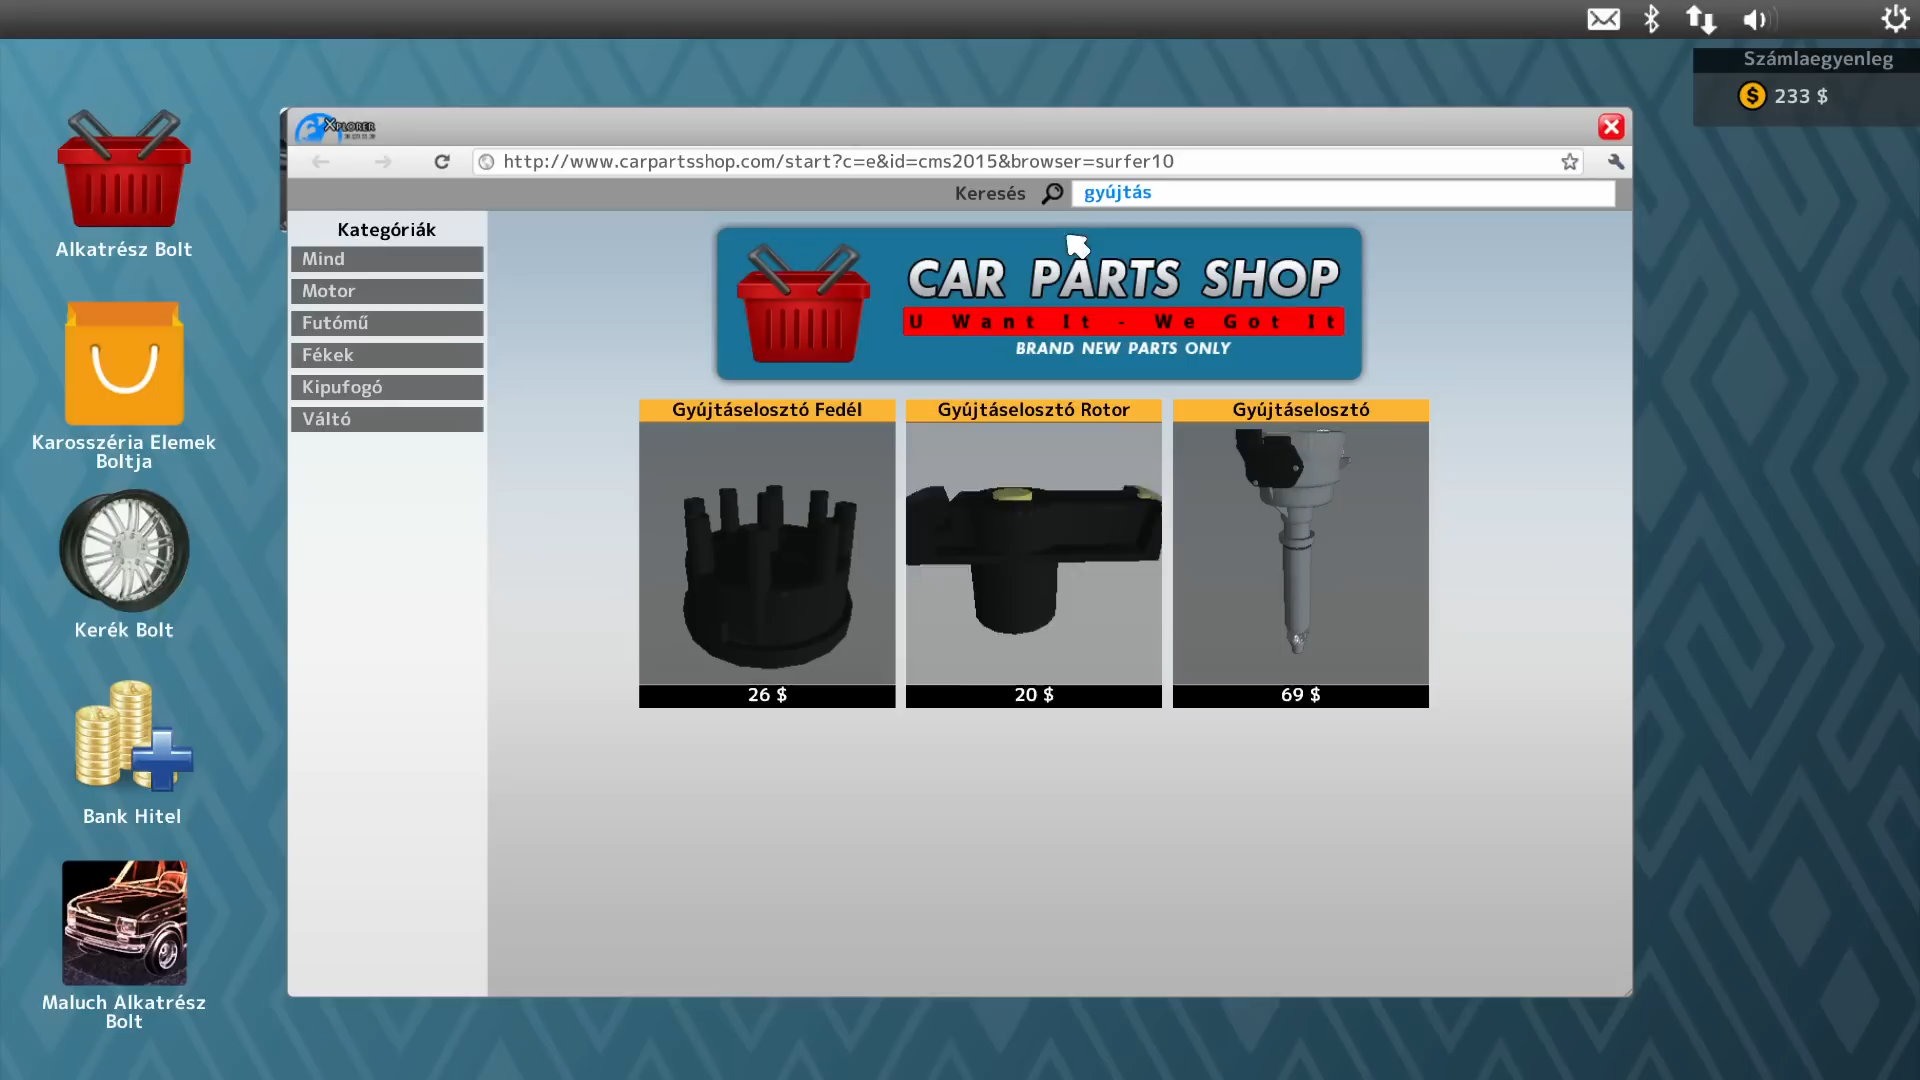 Számlaegyenleg
233 $
Alkatrész Bolt
Karosszéria Elemek
Boltja
Kerék Bolt
Bank Hitel
Maluch Alkatrész
Bolt
XPLORER
http://www.carpartsshop.com/start?c=e&id=cms2015&browser=surfer10
Keresés
gyújtás
Kategóriák
Mind
Motor
Futómű
Fékek
Kipufogó
Váltó
CAR PARTS SHOP
U Want It - We Got It
BRAND NEW PARTS ONLY
Gyújtáselosztó Fedél
26 $
Gyújtáselosztó Rotor
20 $
Gyújtáselosztó
69 $